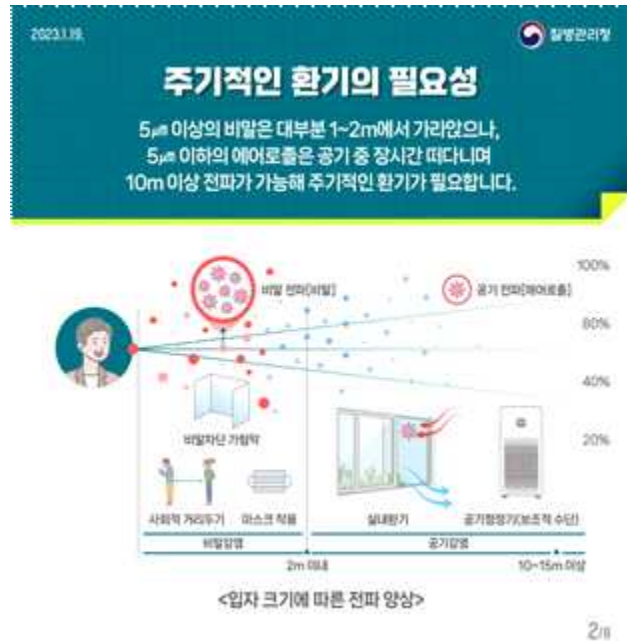 2023.1.19.
질병관리청
주기적인 환기의 필요성
5㎛ 이상의 비말은 대부분 1~2m에서 가라앉으나,
5㎛ 이하의 에어로졸은 공기 중 장시간 떠다니며
10m 이상 전파가 가능해 주기적인 환기가 필요합니다.
100%
비말 전파[비말]
공기 전파[에어로졸]
80%
40%
비말차단 가림막
20%
사회적 거리두기
마스크 착용
실내환기
공기청정기(보조적 수단)
비말감염
공기감염
2m 이내
10~15m 이상
<입자 크기에 따른 전파 양상>
2/8